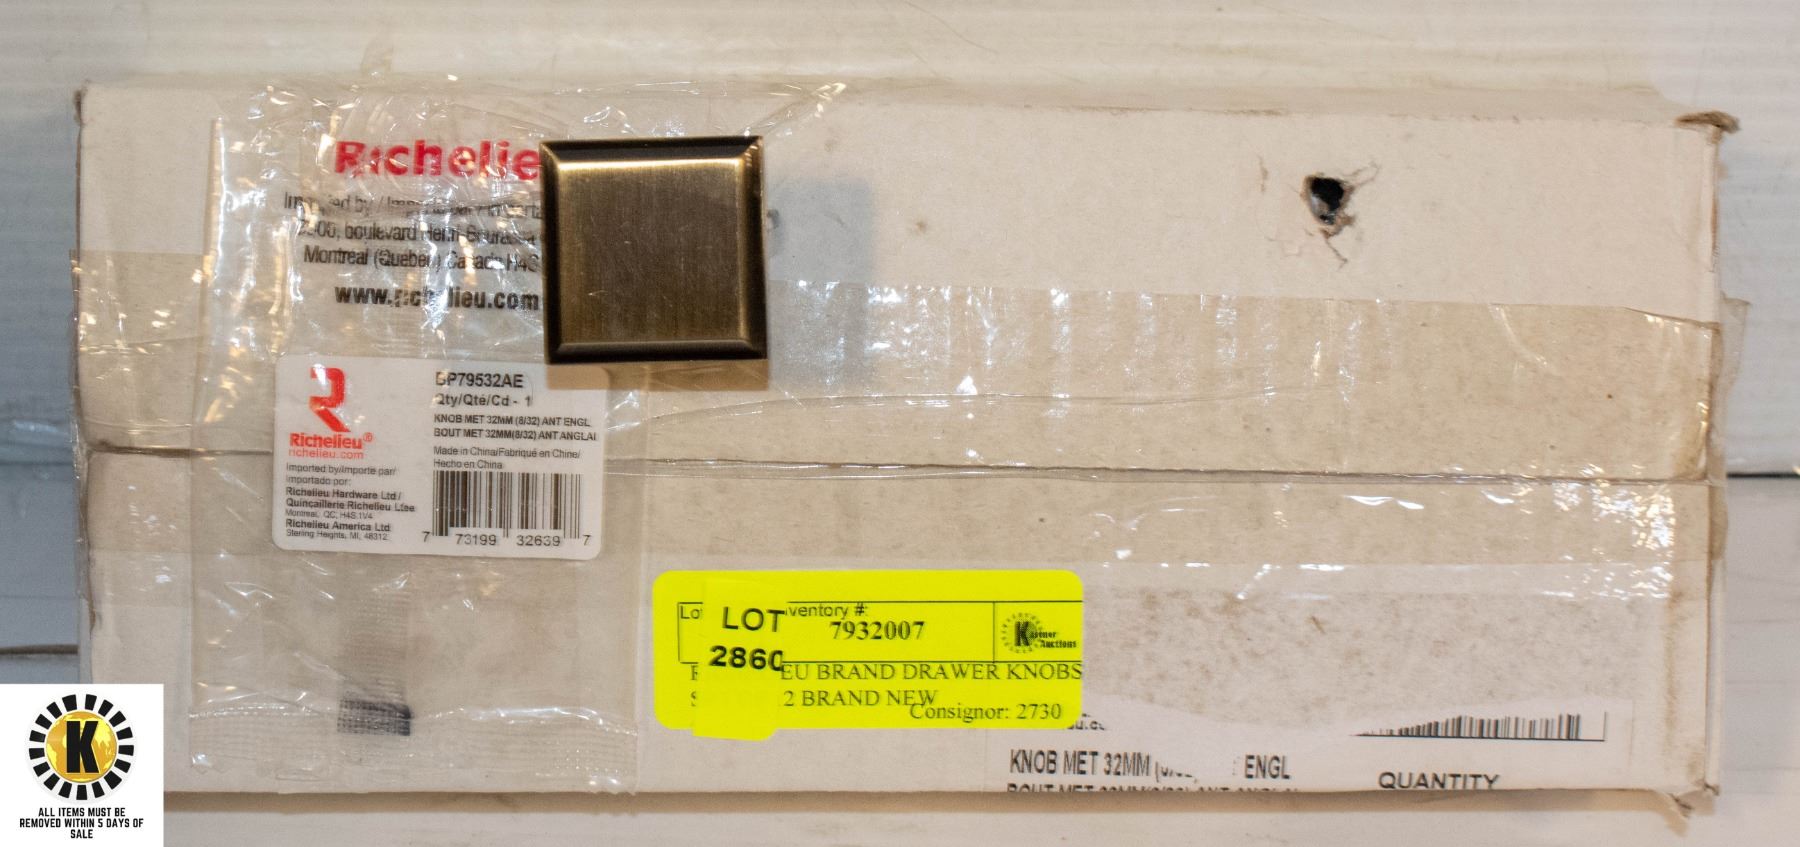 Richelie
Montreal (Quebec) Canada H4S
www.richelieu.com
BP79532AE
Qty/Qté/Cd - 1
KNOB MET 32MM (8/32) ANT ENGL
BOUT MET 32MM(8/32) ANT ANGLAI
Made in China/Fabriqué en Chine/
Hecho en China
Richelieu®
richelieu.com
Imported by/Importé par/
Importado por:
Richelieu Hardware Ltd /
Quincaillerie Richelieu Ltée
Montreal, QC, H4S 1V4
Richelieu America Ltd
Sterling Heights, MI, 48312
7 73199 32639 7
LOT
2860
ventory #:
7932007
Kastner
Auctions
EU BRAND DRAWER KNOBS
2 BRAND NEW
Consignor: 2730
KNOB MET 32MM ENGL
QUANTITY
K
ALL ITEMS MUST BE
REMOVED WITHIN 5 DAYS OF
SALE